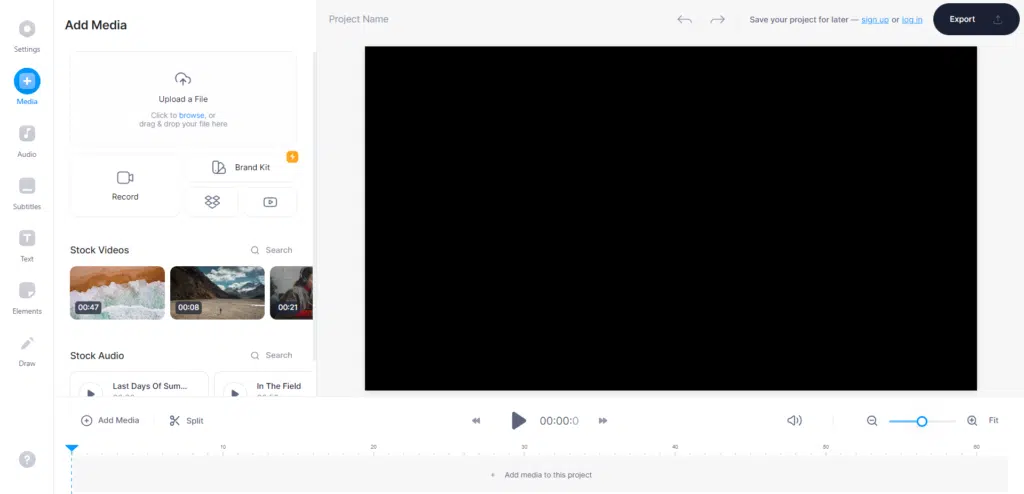 Settings
Media
Audio
Subtitles
Text
Elements
Draw
Add Media
Upload a File
Click to browse, or
drag & drop your file here
Record
Brand Kit
Stock Videos
Search
00:47
00:08
00:21
Stock Audio
Search
Last Days Of Sum...
In The Field
Project Name
Save your project for later — sign up or log in
Export
Add Media
Split
00:00:0
Fit
10
20
30
40
50
60
+ Add media to this project
?